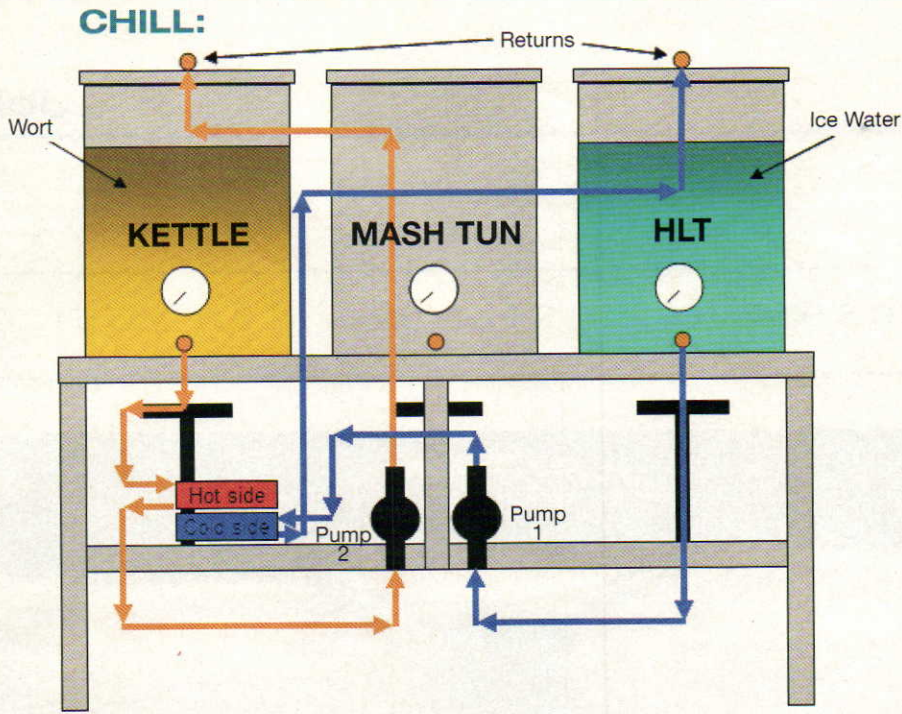 CHILL:
Returns
Wort
Ice Water
KETTLE
MASH TUN
HLT
Hot side
Cold side
Pump
1
Pump
2